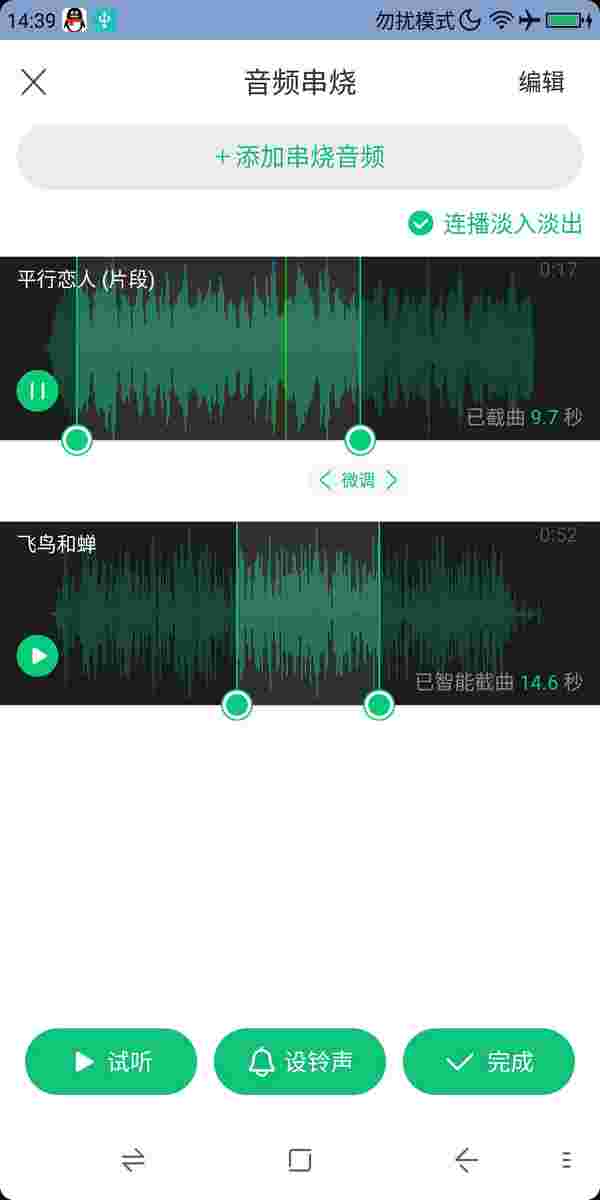 14:39 勿扰模式
音频串烧 编辑
+添加串烧音频
连播淡入淡出
平行恋人 (片段) 0:17
已截曲 9.7 秒
微调
飞鸟和蝉 0:52
已智能截曲 14.6 秒
试听 设铃声 完成